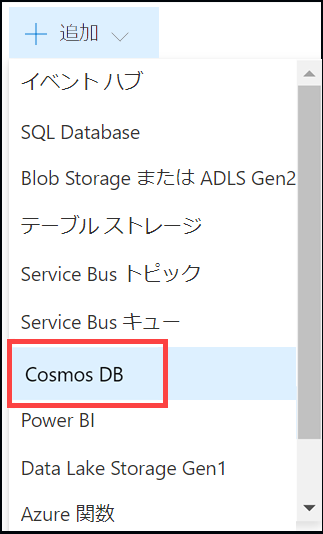 追加
イベント ハブ
SQL Database
Blob Storage または ADLS Gen2
テーブル ストレージ
Service Bus トピック
Service Bus キュー
Cosmos DB
Power BI
Data Lake Storage Gen1
Azure 関数